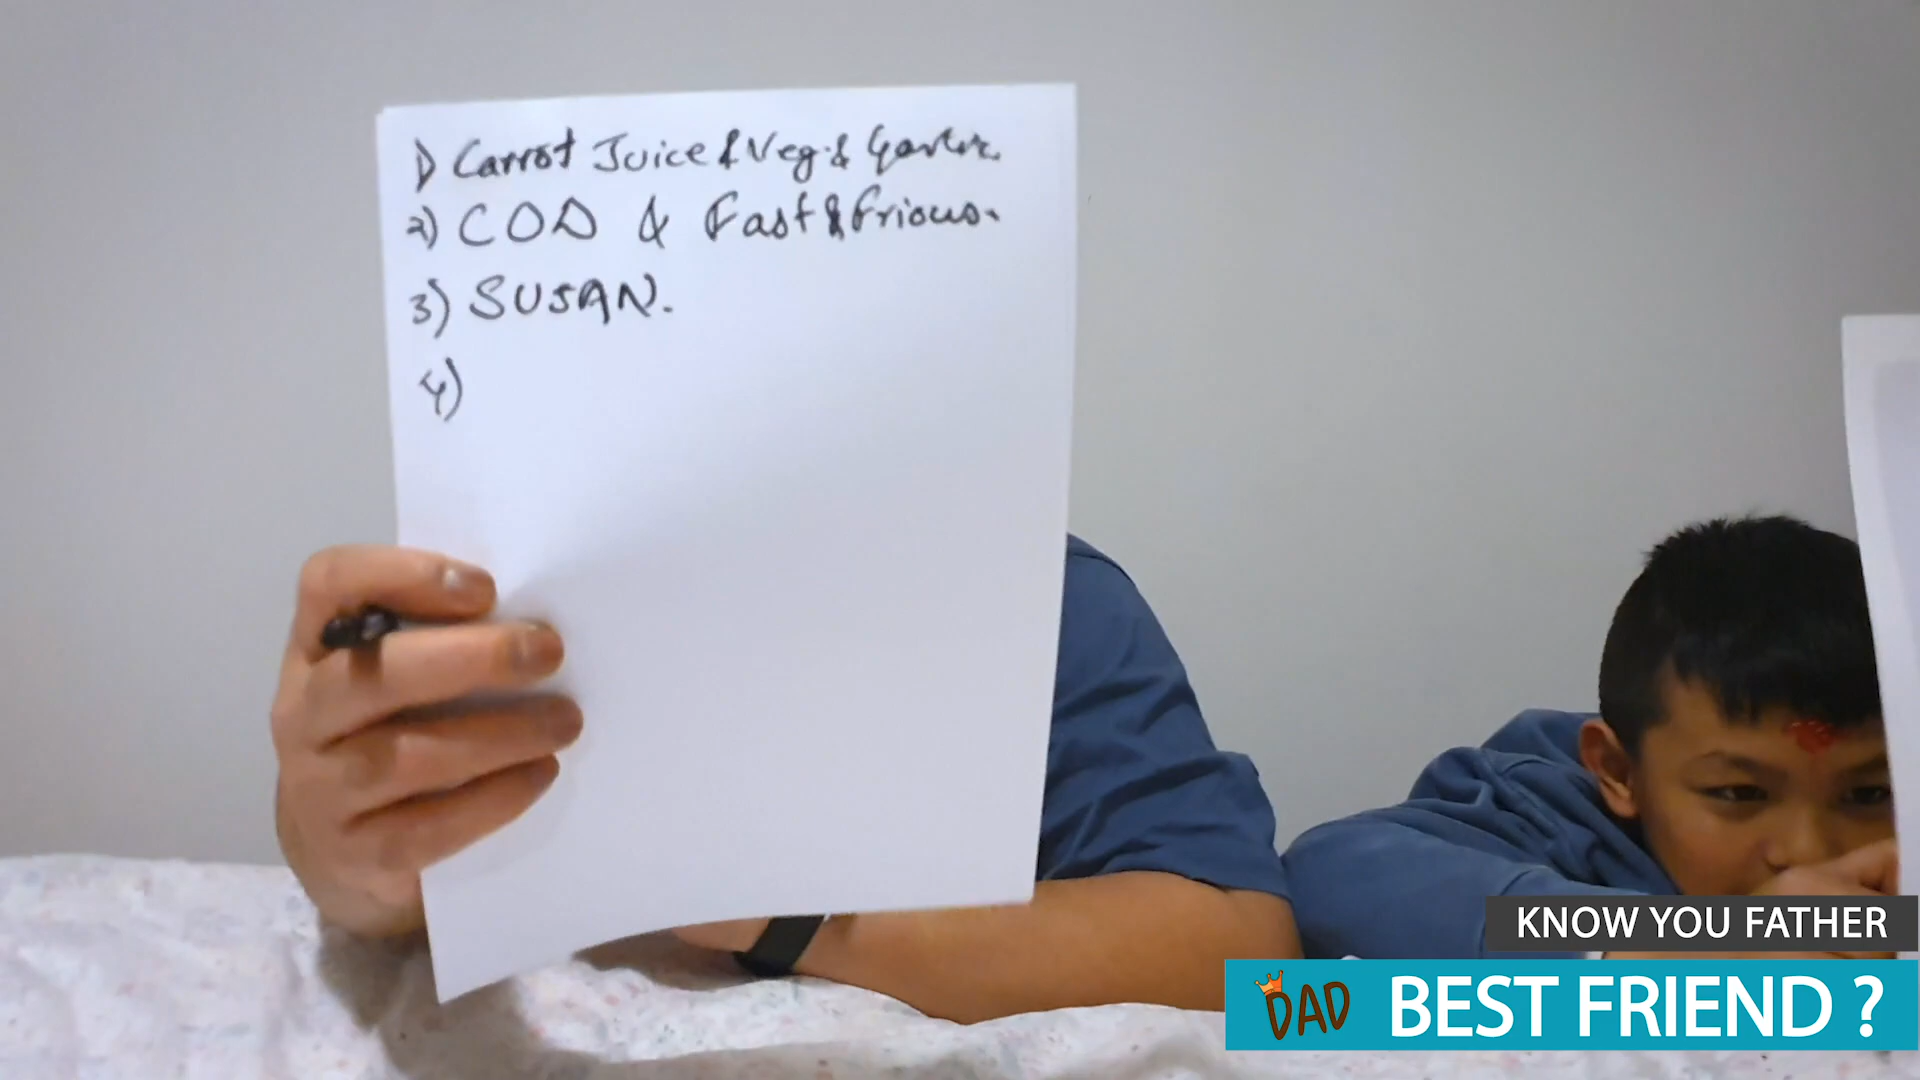 1) Carrot Juice & Veg. & Garlic.
2) COD & Fast & Frious.
3) SUSAN.
4)
KNOW YOU FATHER
DAD BEST FRIEND ?